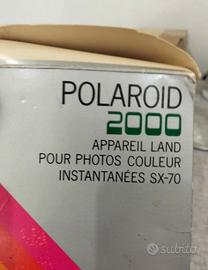 POLAROID
2000
APPAREIL LAND
POUR PHOTOS COULEUR
INSTANTANÉES SX-70
subito